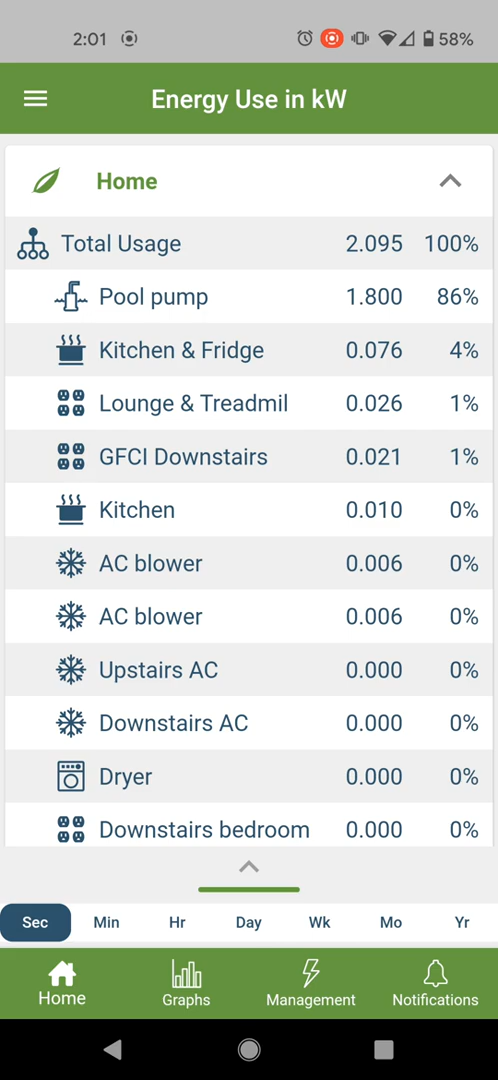 2:01 58%
Energy Use in kW
Home
Total Usage 2.095 100%
Pool pump 1.800 86%
Kitchen & Fridge 0.076 4%
Lounge & Treadmil 0.026 1%
GFCI Downstairs 0.021 1%
Kitchen 0.010 0%
AC blower 0.006 0%
AC blower 0.006 0%
Upstairs AC 0.000 0%
Downstairs AC 0.000 0%
Dryer 0.000 0%
Downstairs bedroom 0.000 0%
Sec Min Hr Day Wk Mo Yr
Home Graphs Management Notifications